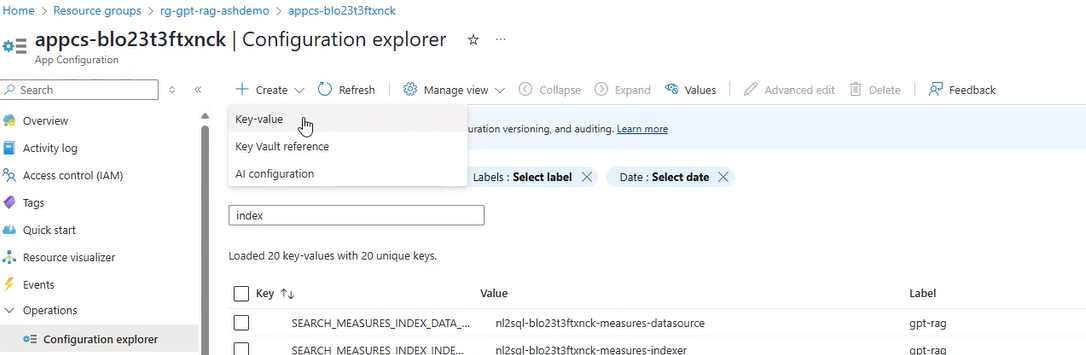 Home > Resource groups > rg-gpt-rag-ashdemo > appcs-blo23t3ftxnck
appcs-blo23t3ftxnck | Configuration explorer
App Configuration
Search
Create Refresh Manage view Collapse Expand Values Advanced edit Delete Feedback
Overview
Activity log
Access control (IAM)
Tags
Quick start
Resource visualizer
Events
Operations
Configuration explorer
Key-value
Key Vault reference
AI configuration
versioning, and auditing. Learn more
Labels : Select label Date : Select date
index
Loaded 20 key-values with 20 unique keys.
Key Value Label
SEARCH_MEASURES_INDEX_DATA_... nl2sql-blo23t3ftxnck-measures-datasource gpt-rag
SEARCH_MEASURES_INDEX_INDE... nl2sql-blo23t3ftxnck-measures-indexer gpt-rag